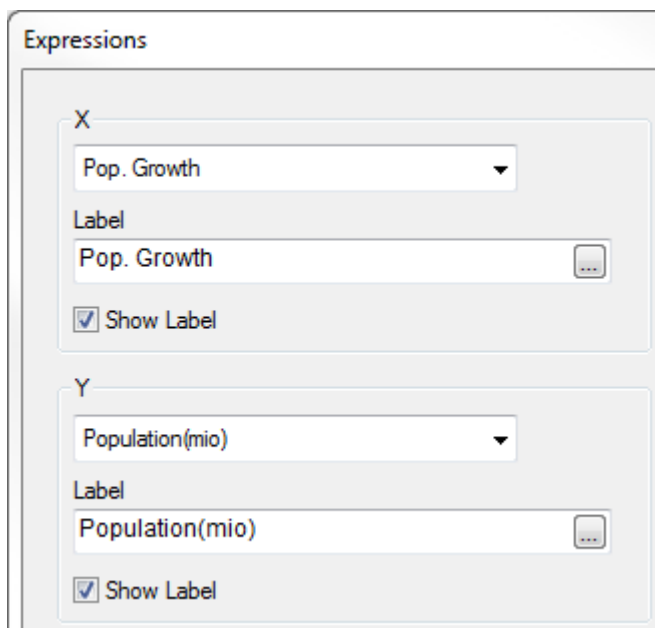 Expressions
X
Pop. Growth
Label
Pop. Growth
...
Show Label
Y
Population(mio)
Label
Population(mio)
...
Show Label